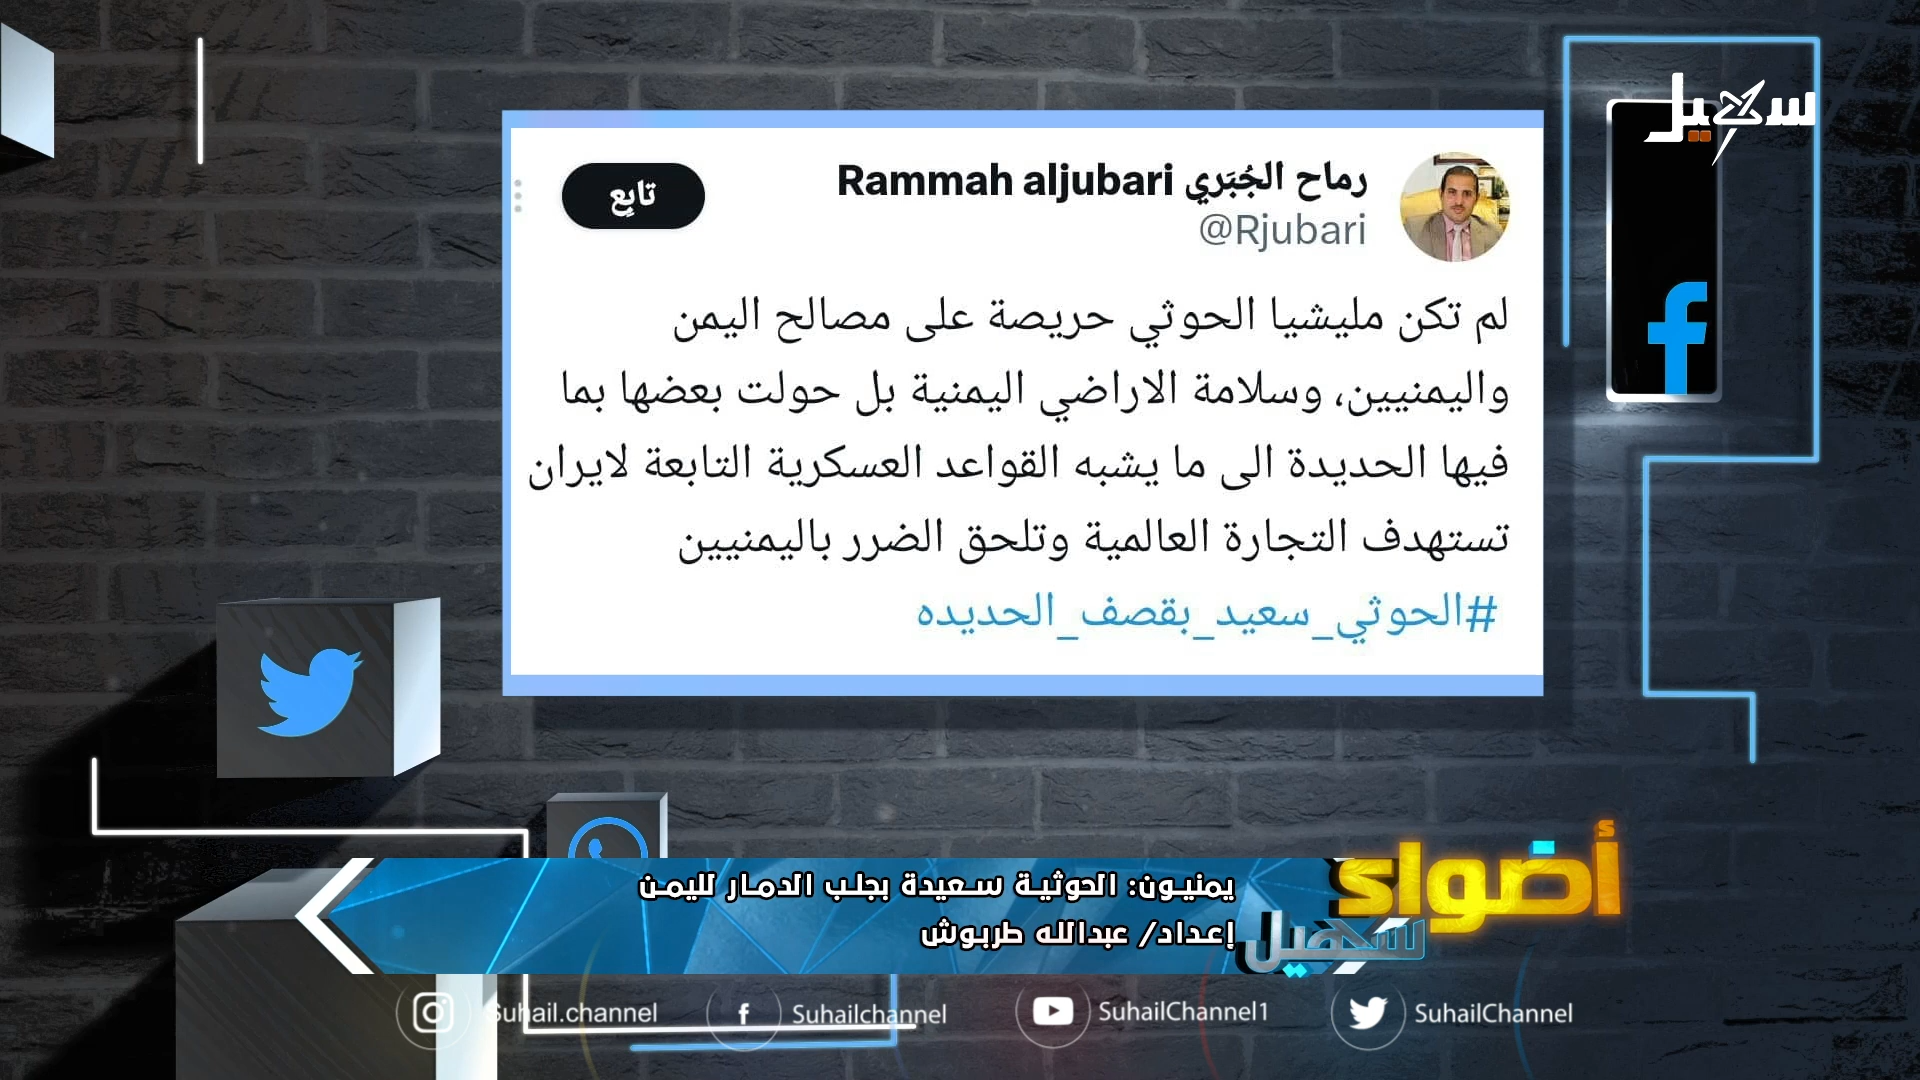 سهيل
رماح الجُبَري Rammah aljubari
@Rjubari
تابِع
لم تكن مليشيا الحوثي حريصة على مصالح اليمن
واليمنيين، وسلامة الاراضي اليمنية بل حولت بعضها بما
فيها الحديدة الى ما يشبه القواعد العسكرية التابعة لايران
تستهدف التجارة العالمية وتلحق الضرر باليمنيين
#الحوثي_سعيد_بقصف_الحديده
أضواء
سهيل
يمنيون: الحوثية سعيدة بجلب الدمار لليمن
إعداد/ عبدالله طربوش
Suhail.channel
Suhailchannel
SuhailChannel1
SuhailChannel